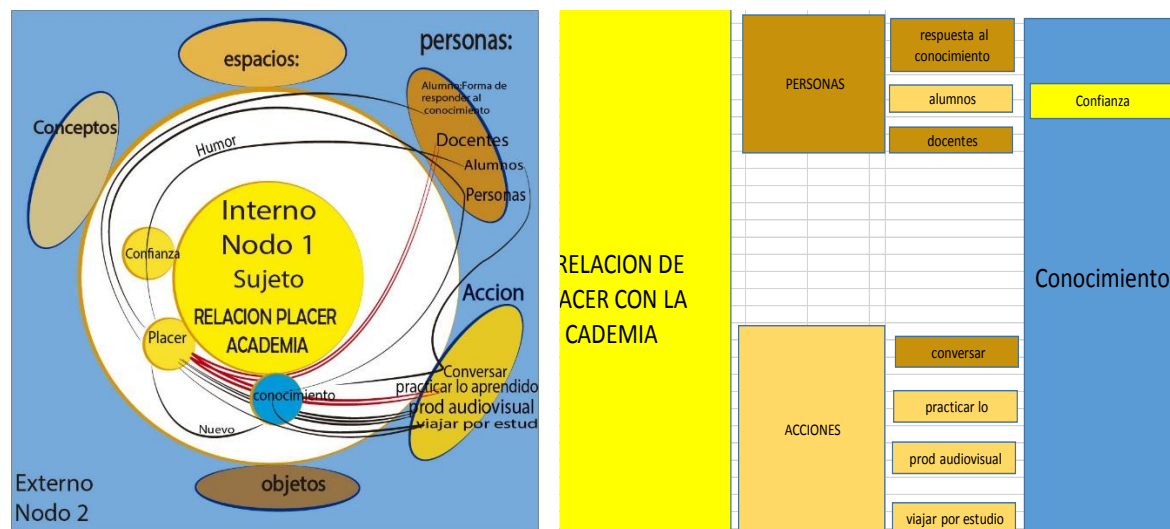 espacios:
personas:
Alumno:Forma de
responder al
conocimiento
Conceptos
Humor
Docentes
Alumnos
Personas
Interno
Nodo 1
Sujeto
RELACION PLACER
ACADEMIA
Confianza
Placer
Accion
conocimiento
Conversar
practicar lo aprendido
prod audiovisual
viajar por estud
Nuevo
objetos
Externo
Nodo 2
RELACION DE
ACER CON LA
CADEMIA
PERSONAS
respuesta al
conocimiento
alumnos
docentes
Confianza
Conocimiento
ACCIONES
conversar
practicar lo
prod audiovisual
viajar por estudio